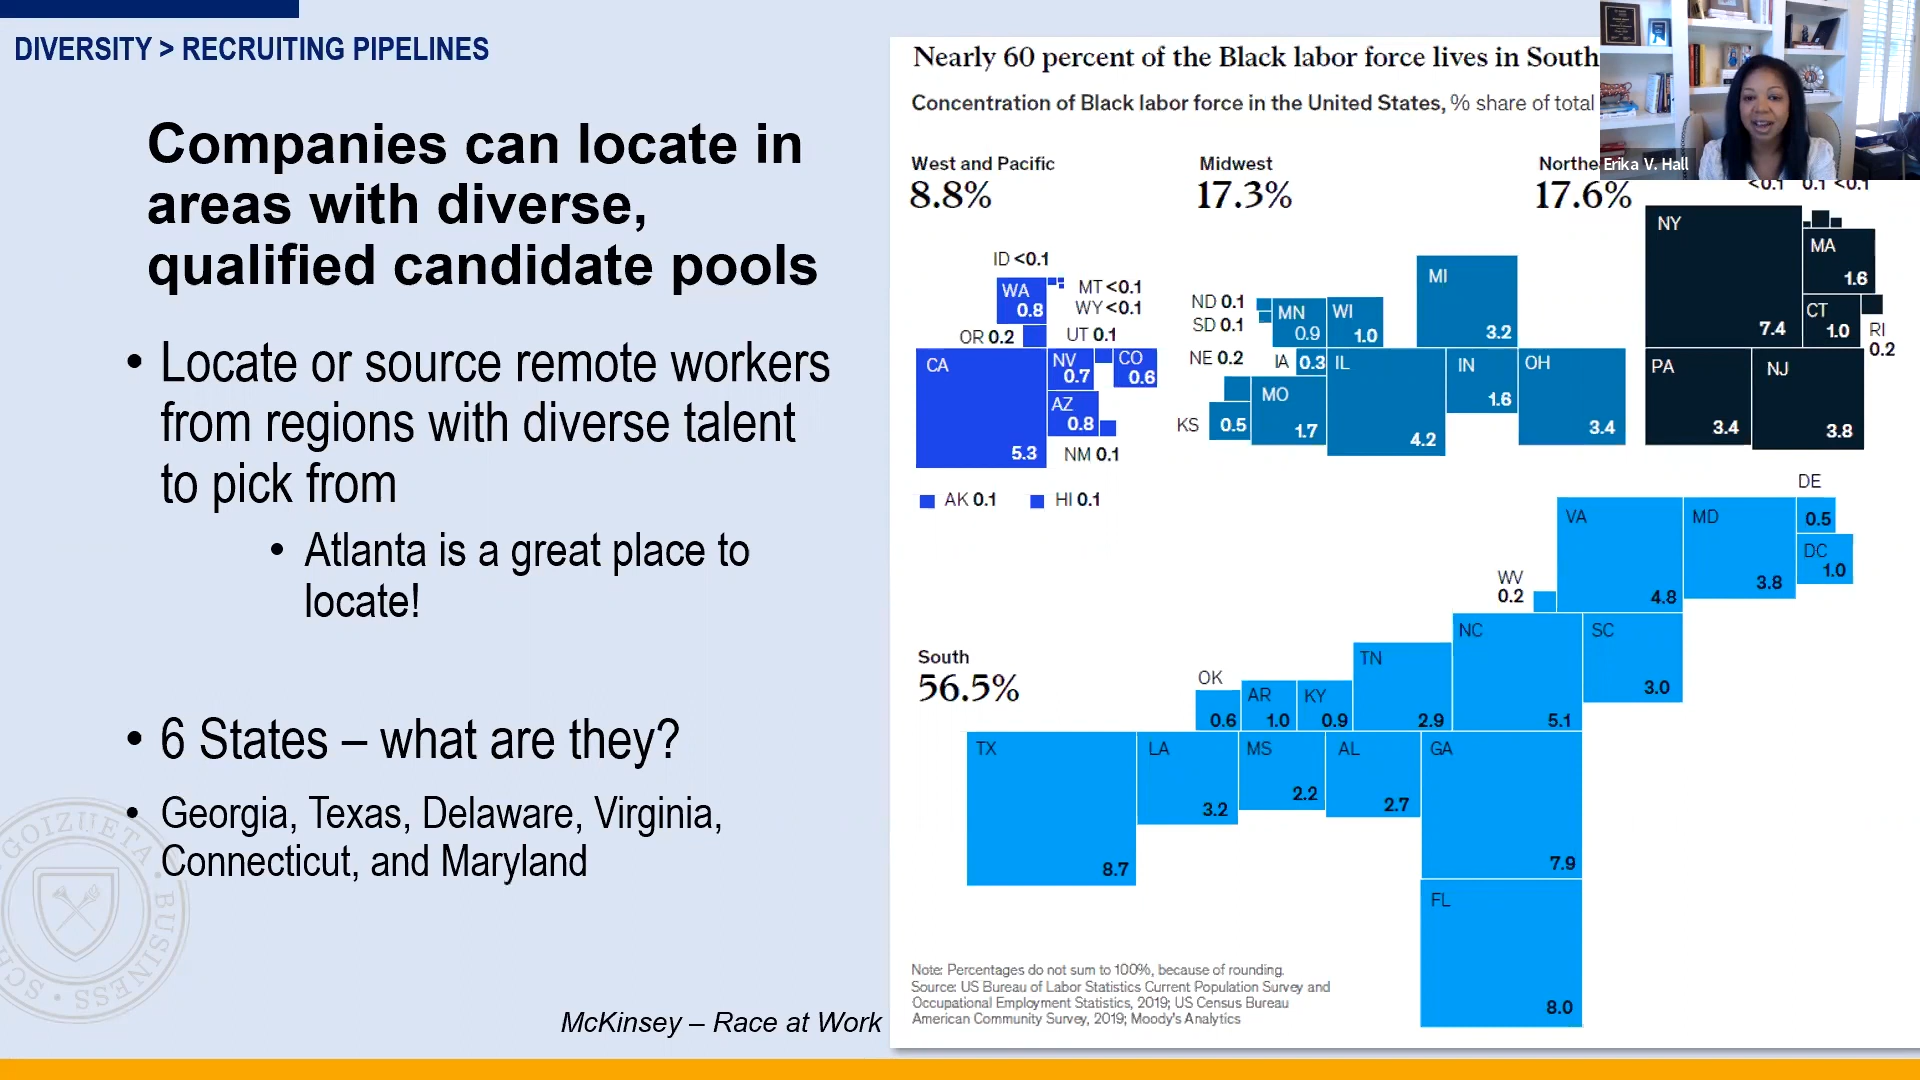 DIVERSITY > RECRUITING PIPELINES
Companies can locate in
areas with diverse,
qualified candidate pools
• Locate or source remote workers
from regions with diverse talent
to pick from
• Atlanta is a great place to
locate!
• 6 States – what are they?
• Georgia, Texas, Delaware, Virginia,
Connecticut, and Maryland
GOIZUETA BUSINESS
McKinsey – Race at Work
Nearly 60 percent of the Black labor force lives in South
Concentration of Black labor force in the United States, % share of total
Erika V. Hall
West and Pacific
8.8%
ID <0.1
WA
0.8
MT <0.1
WY <0.1
OR 0.2
UT 0.1
CA
5.3
NV
0.7
CO
0.6
AZ
0.8
NM 0.1
AK 0.1
HI 0.1
Midwest
17.3%
ND 0.1
SD 0.1
MN
0.9
WI
1.0
MI
3.2
NE 0.2
IA 0.3
IL
4.2
IN
1.6
OH
3.4
KS 0.5
MO
1.7
17.6%
<0.1 0.1 <0.1
NY
7.4
MA
1.6
CT
1.0
RI
0.2
PA
3.4
NJ
3.8
South
56.5%
DE
0.5
VA
4.8
MD
3.8
DC
1.0
WV
0.2
NC
5.1
SC
3.0
TN
2.9
OK
0.6
AR
1.0
KY
0.9
TX
8.7
LA
3.2
MS
2.2
AL
2.7
GA
7.9
FL
8.0
Note: Percentages do not sum to 100%, because of rounding.
Source: US Bureau of Labor Statistics Current Population Survey and
Occupational Employment Statistics, 2019; US Census Bureau
American Community Survey, 2019; Moody's Analytics